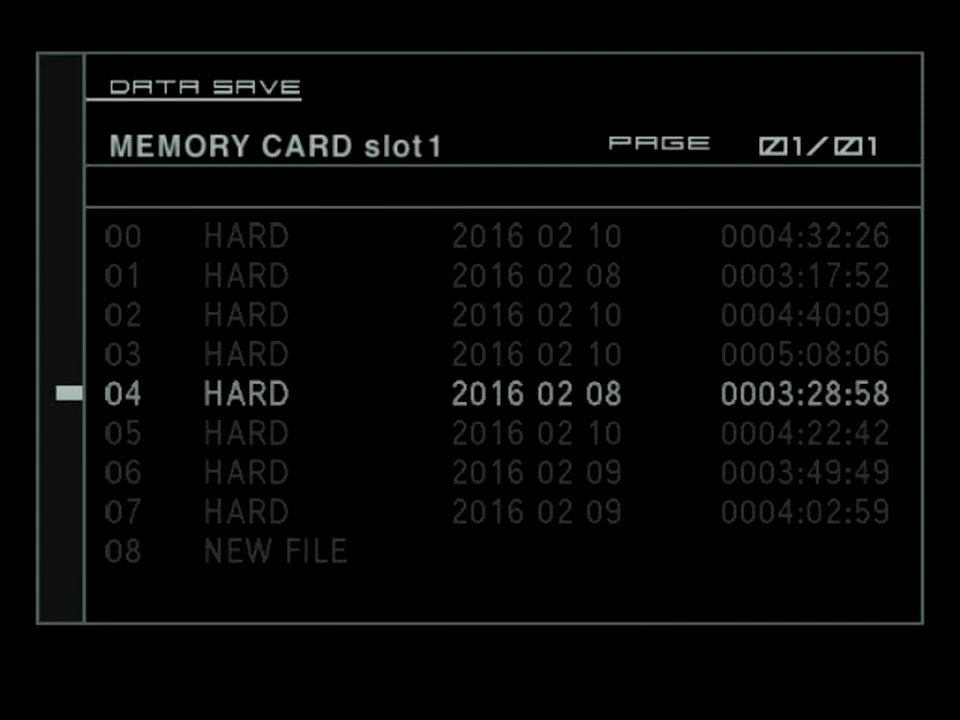 DATA SAVE
MEMORY CARD slot1 PAGE 01/01
00 HARD 2016 02 10 0004:32:26
01 HARD 2016 02 08 0003:17:52
02 HARD 2016 02 10 0004:40:09
03 HARD 2016 02 10 0005:08:06
04 HARD 2016 02 08 0003:28:58
05 HARD 2016 02 10 0004:22:42
06 HARD 2016 02 09 0003:49:49
07 HARD 2016 02 09 0004:02:59
08 NEW FILE